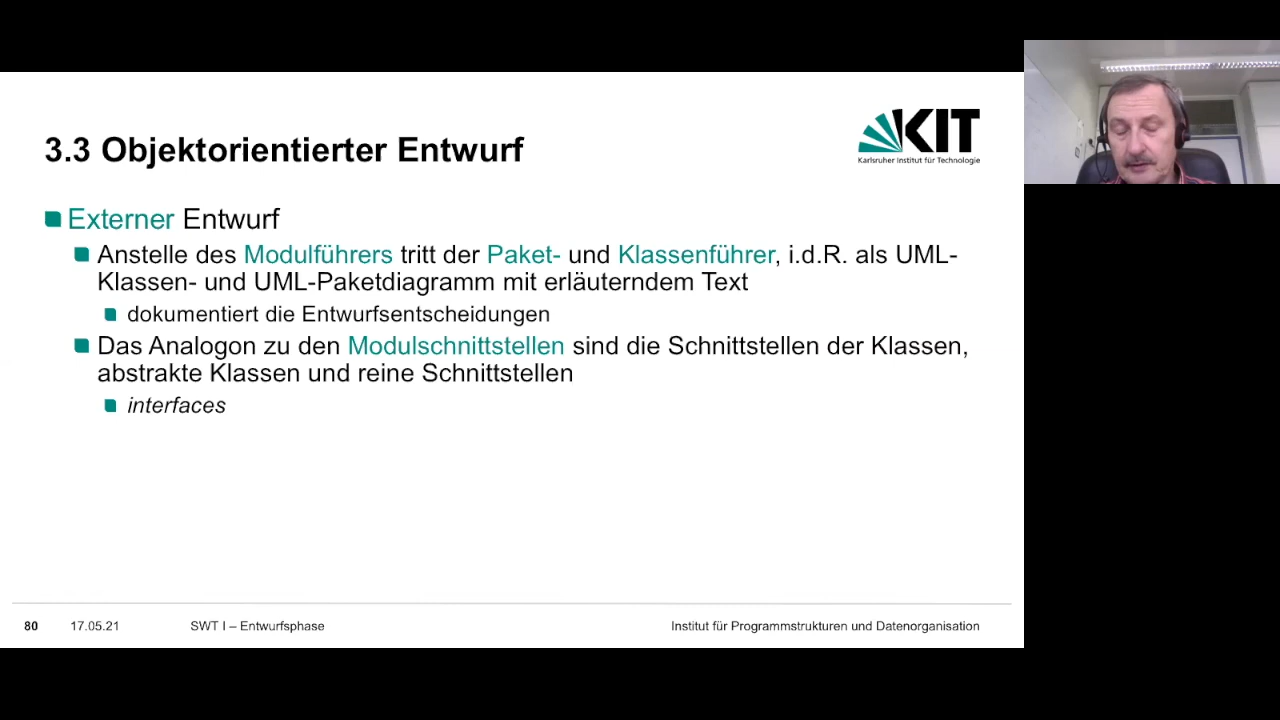 3.3 Objektorientierter Entwurf
KIT
Karlsruher Institut für Technologie
Externer Entwurf
Anstelle des Modulführers tritt der Paket- und Klassenführer, i.d.R. als UML-
Klassen- und UML-Paketdiagramm mit erläuterndem Text
dokumentiert die Entwurfsentscheidungen
Das Analogon zu den Modulschnittstellen sind die Schnittstellen der Klassen,
abstrakte Klassen und reine Schnittstellen
interfaces
80 17.05.21 SWT I – Entwurfsphase Institut für Programmstrukturen und Datenorganisation